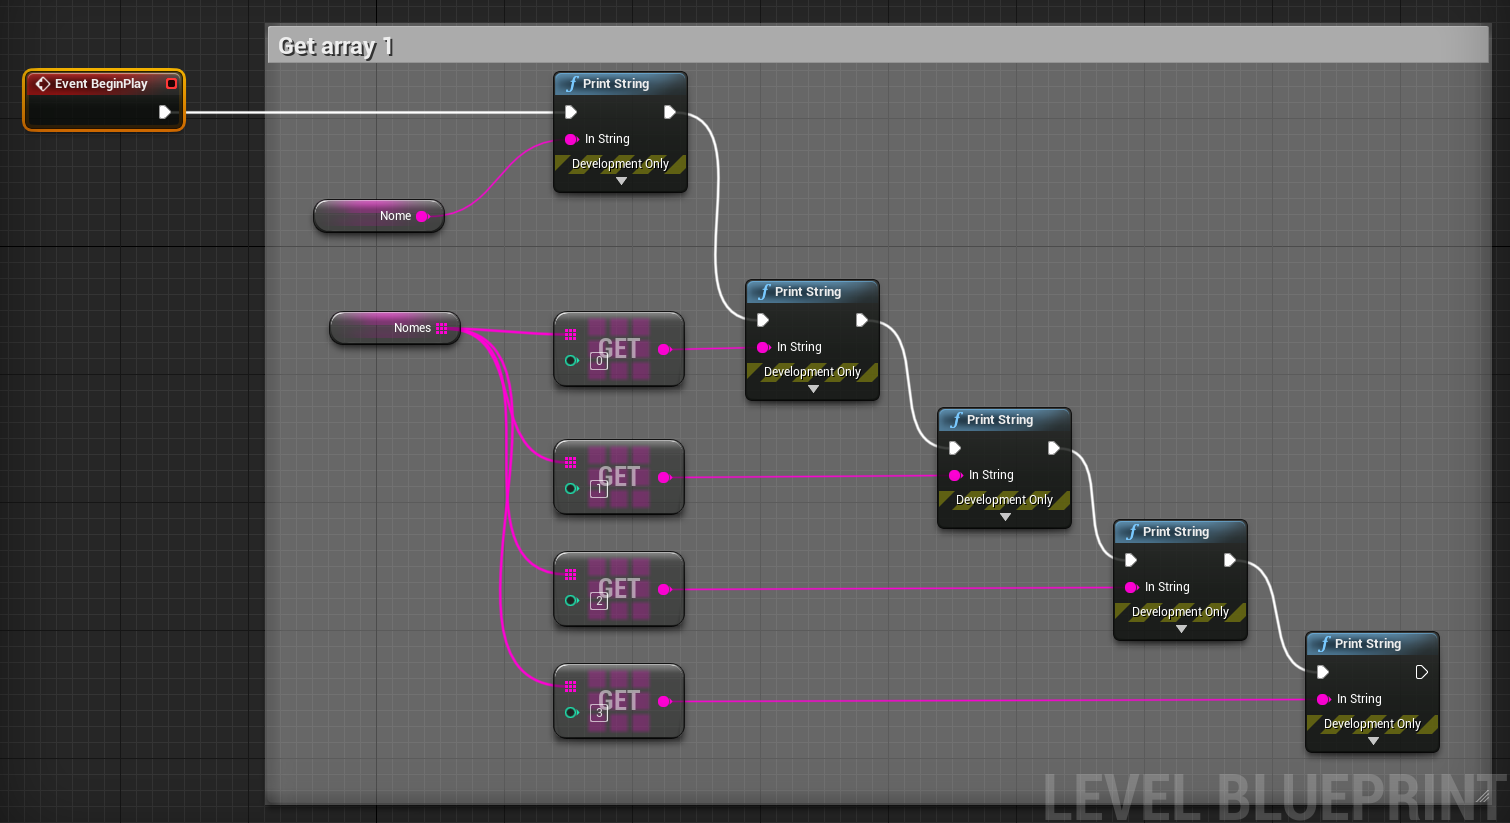 Get array 1
Event BeginPlay
Print String
In String
Development Only
Nome
Print String
In String
Development Only
Nomes
GET
0
Print String
In String
Development Only
GET
1
Print String
In String
Development Only
GET
2
Print String
In String
Development Only
GET
3
LEVEL BLUEPRINT